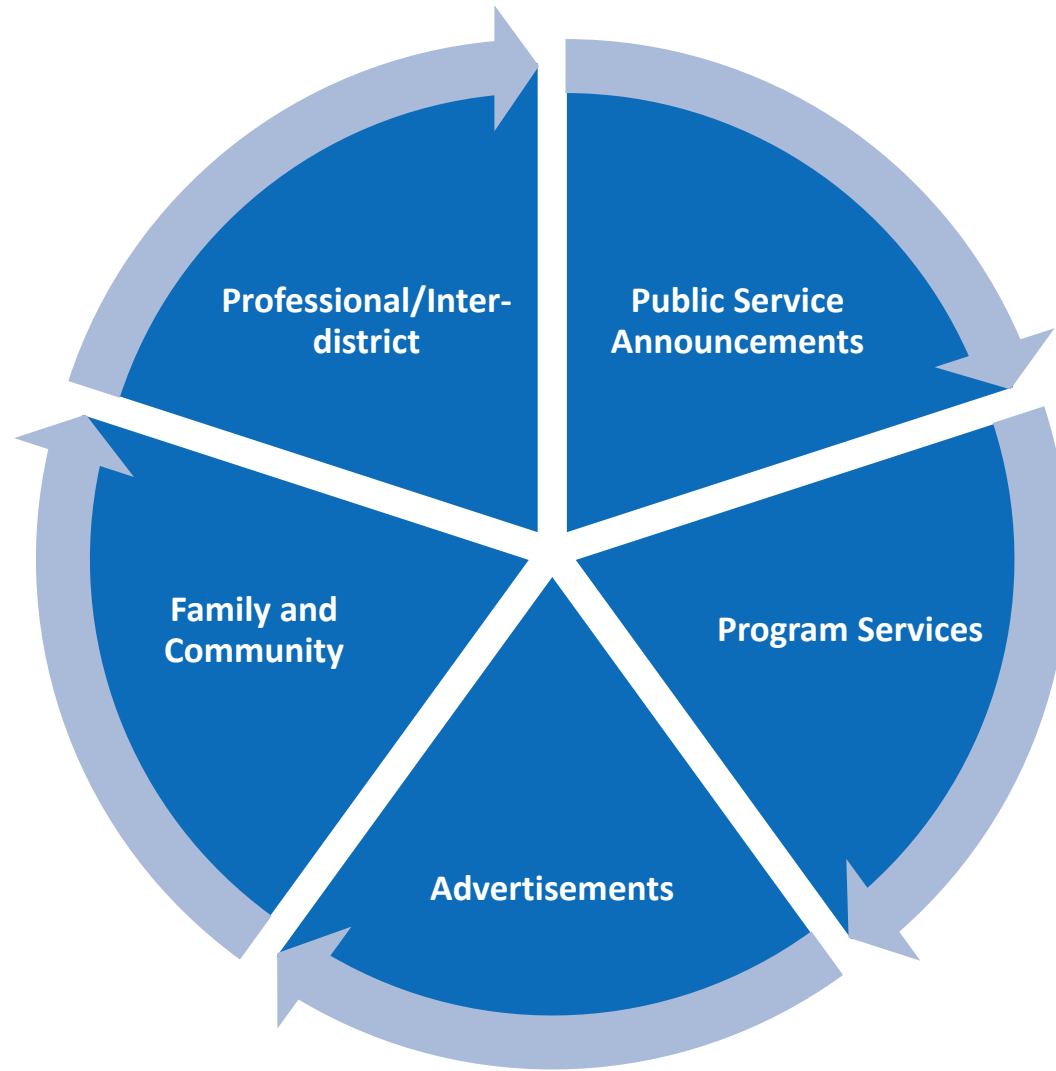 Professional/Inter-
district
Public Service
Announcements
Program Services
Advertisements
Family and
Community